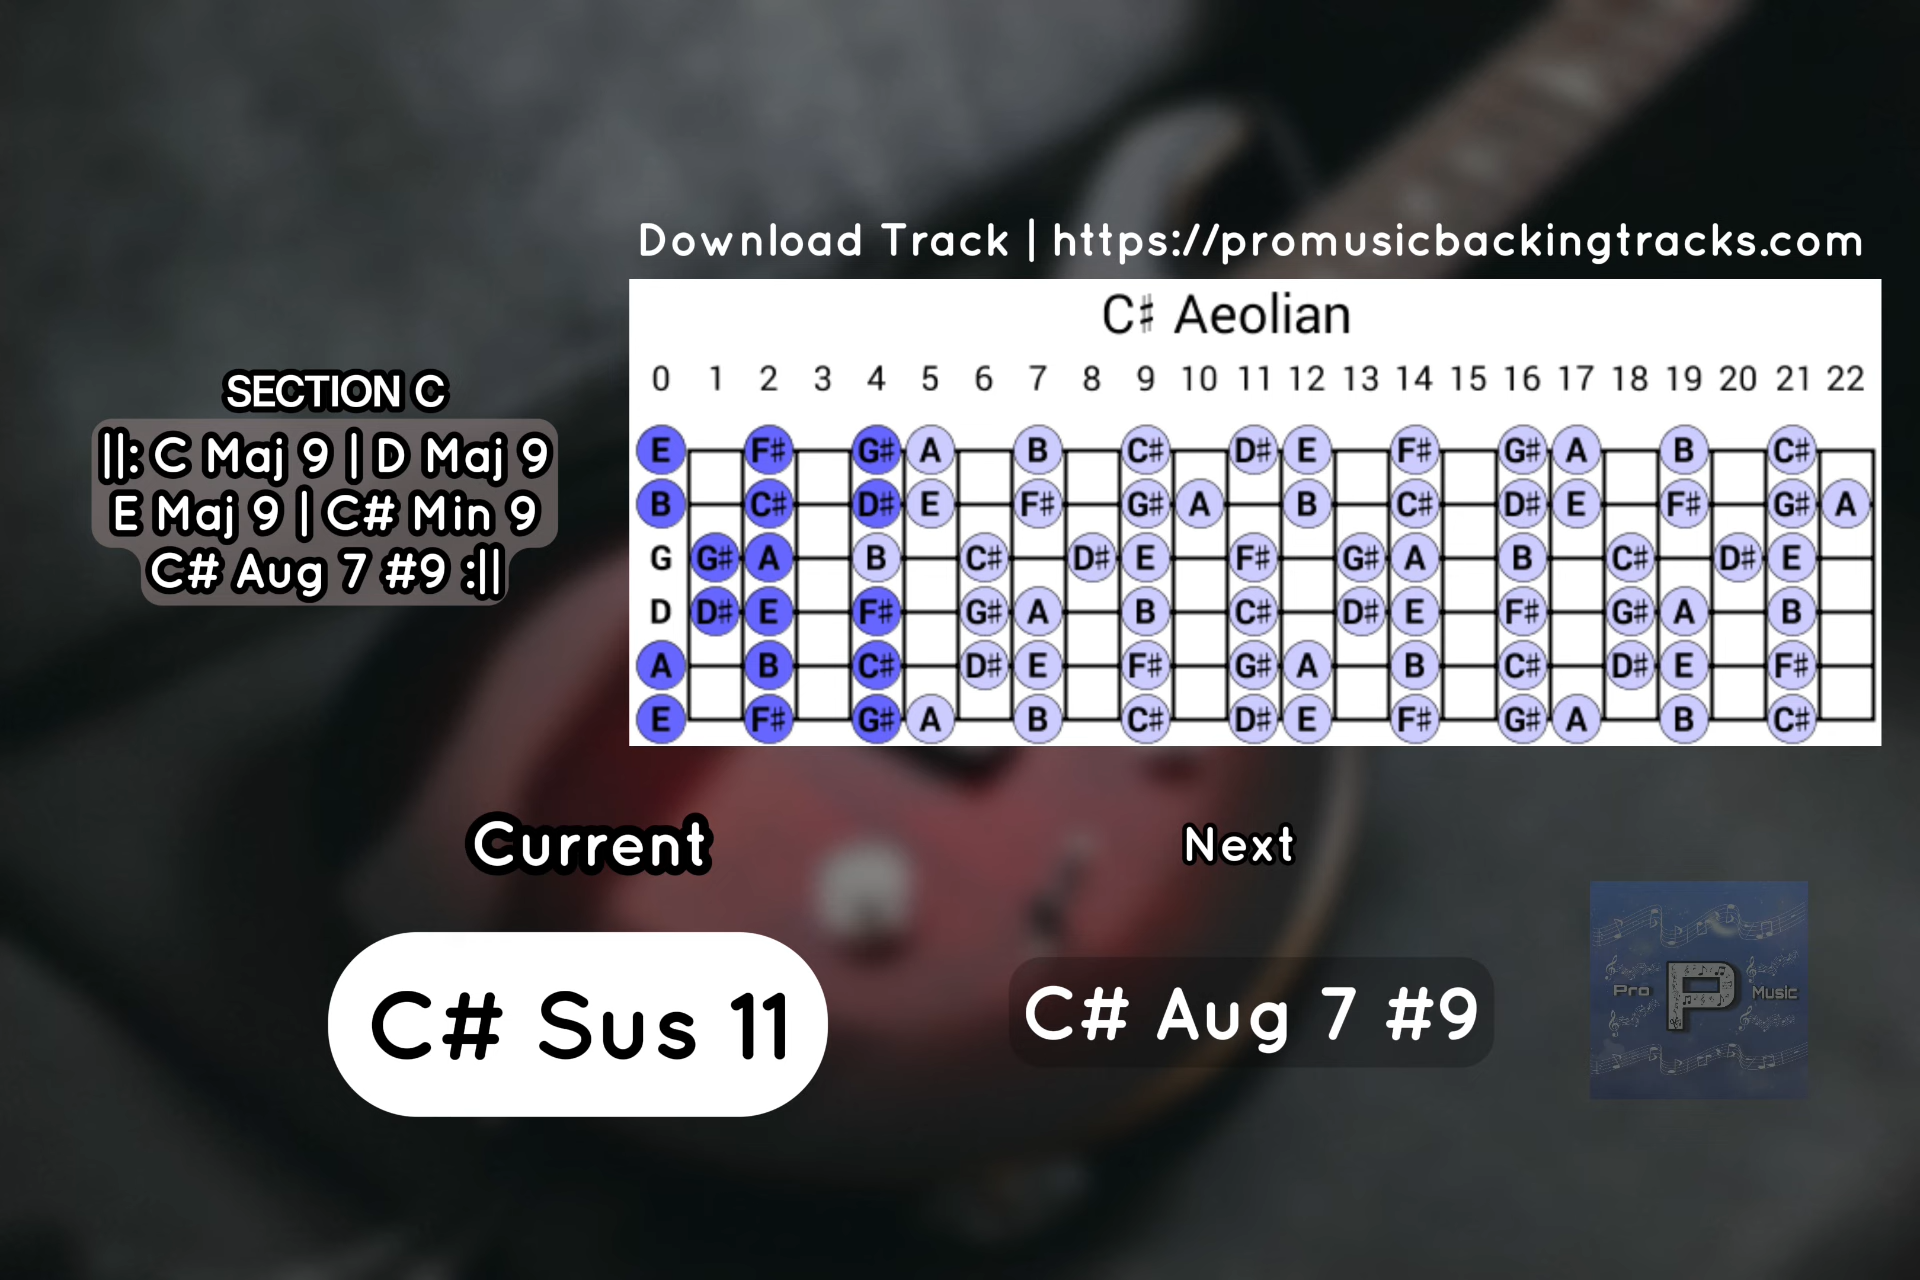 Download Track | https://promusicbackingtracks.com
C♯ Aeolian
0 1 2 3 4 5 6 7 8 9 10 11 12 13 14 15 16 17 18 19 20 21 22
E F♯ G♯ A B C♯ D♯ E F♯ G♯ A B C♯
B C♯ D♯ E F♯ G♯ A B C♯ D♯ E F♯ G♯ A
G G♯ A B C♯ D♯ E F♯ G♯ A B C♯ D♯ E
D D♯ E F♯ G♯ A B C♯ D♯ E F♯ G♯ A B
A B C♯ D♯ E F♯ G♯ A B C♯ D♯ E F♯
E F♯ G♯ A B C♯ D♯ E F♯ G♯ A B C♯
SECTION C
||: C Maj 9 | D Maj 9
E Maj 9 | C# Min 9
C# Aug 7 #9 :||
Current
C# Sus 11
Next
C# Aug 7 #9
Pro P Music